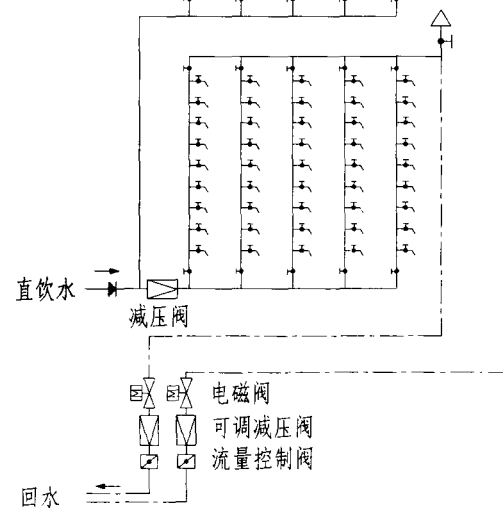 直饮水
减压阀
电磁阀
可调减压阀
流量控制阀
回水